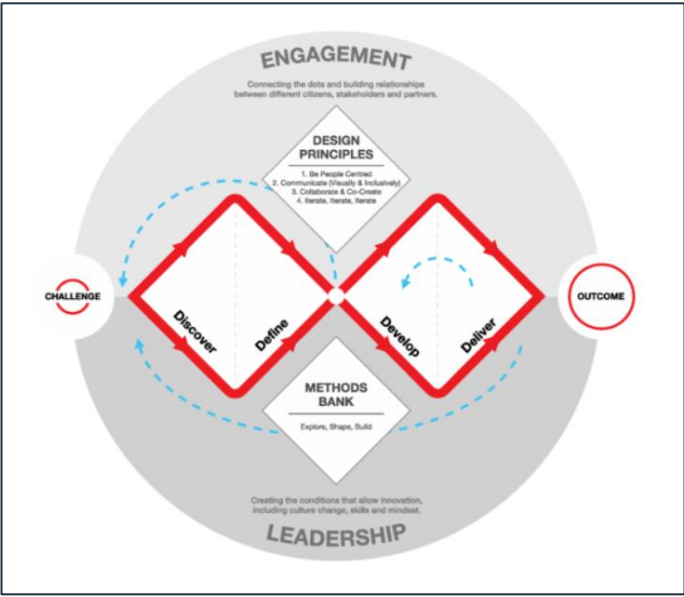 ENGAGEMENT
Connecting the dots and building relationships
between different citizens, stakeholders and partners.
DESIGN
PRINCIPLES
1. Be People Centred
2. Communicate (Visually & Inclusively)
3. Collaborate & Co-Create
4. Iterate, Iterate, Iterate
CHALLENGE
OUTCOME
Discover
Define
Develop
Deliver
METHODS
BANK
Explore, Shape, Build
Creating the conditions that allow innovation,
including culture change, skills and mindset.
LEADERSHIP